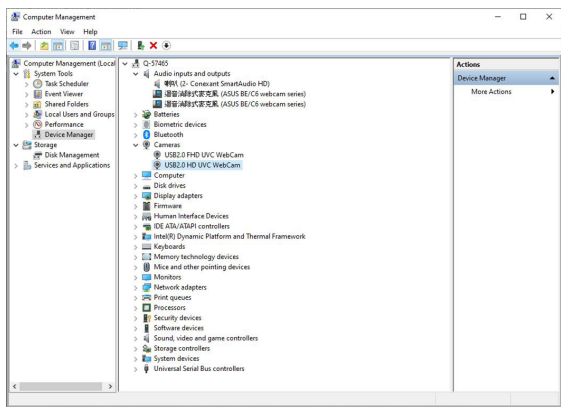 Computer Management
File Action View Help
Computer Management (Local
System Tools
Task Scheduler
Event Viewer
Shared Folders
Local Users and Groups
Performance
Device Manager
Storage
Disk Management
Services and Applications
Q-57465
Audio inputs and outputs
喇叭 (2- Conexant SmartAudio HD)
(ASUS BE/C6 webcam series)
(ASUS BE/C6 webcam series)
Batteries
Biometric devices
Bluetooth
Cameras
USB2.0 FHD UVC WebCam
USB2.0 HD UVC WebCam
Computer
Disk drives
Display adapters
Firmware
Human Interface Devices
IDE ATA/ATAPI controllers
Intel(R) Dynamic Platform and Thermal Framework
Keyboards
Memory technology devices
Mice and other pointing devices
Monitors
Network adapters
Print queues
Processors
Security devices
Software devices
Sound, video and game controllers
Storage controllers
System devices
Universal Serial Bus controllers
Actions
Device Manager
More Actions